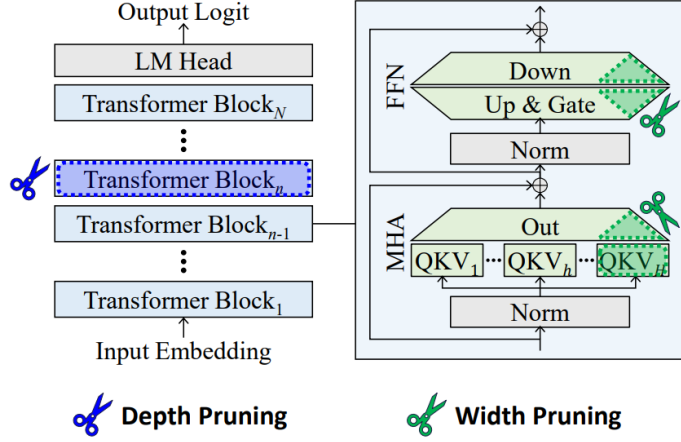 Output Logit
LM Head
Transformer Block_N
Transformer Block_n
Transformer Block_n-1
Transformer Block_1
Input Embedding
FFN
Down
Up & Gate
Norm
MHA
Out
QKV_1 ... QKV_h ... QKV_H
Norm
Depth Pruning
Width Pruning